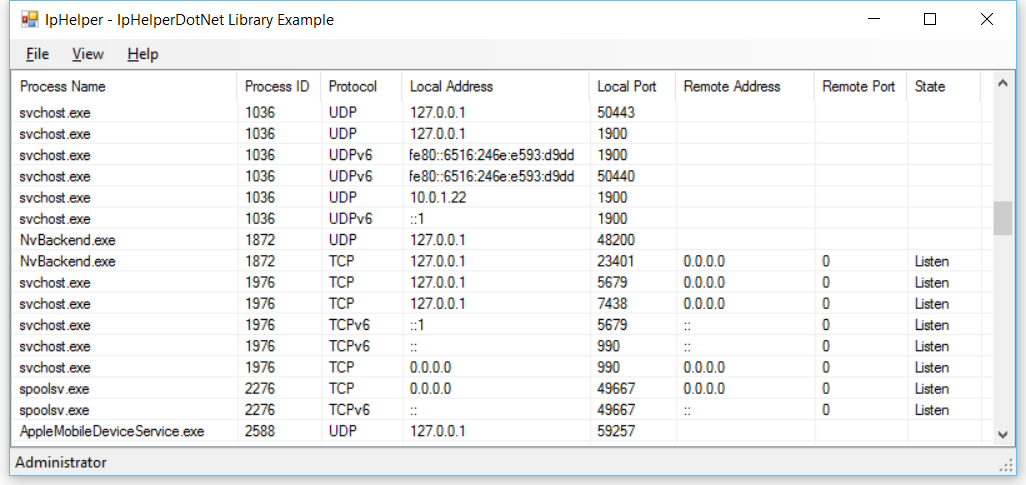 IpHelper - IpHelperDotNet Library Example
File View Help
Process Name Process ID Protocol Local Address Local Port Remote Address Remote Port State
svchost.exe 1036 UDP 127.0.0.1 50443
svchost.exe 1036 UDP 127.0.0.1 1900
svchost.exe 1036 UDPv6 fe80::6516:246e:e593:d9dd 1900
svchost.exe 1036 UDPv6 fe80::6516:246e:e593:d9dd 50440
svchost.exe 1036 UDP 10.0.1.22 1900
svchost.exe 1036 UDPv6 ::1 1900
NvBackend.exe 1872 UDP 127.0.0.1 48200
NvBackend.exe 1872 TCP 127.0.0.1 23401 0.0.0.0 0 Listen
svchost.exe 1976 TCP 127.0.0.1 5679 0.0.0.0 0 Listen
svchost.exe 1976 TCP 127.0.0.1 7438 0.0.0.0 0 Listen
svchost.exe 1976 TCPv6 ::1 5679 :: 0 Listen
svchost.exe 1976 TCPv6 :: 990 :: 0 Listen
svchost.exe 1976 TCP 0.0.0.0 990 0.0.0.0 0 Listen
spoolsv.exe 2276 TCP 0.0.0.0 49667 0.0.0.0 0 Listen
spoolsv.exe 2276 TCPv6 :: 49667 :: 0 Listen
AppleMobileDeviceService.exe 2588 UDP 127.0.0.1 59257
Administrator